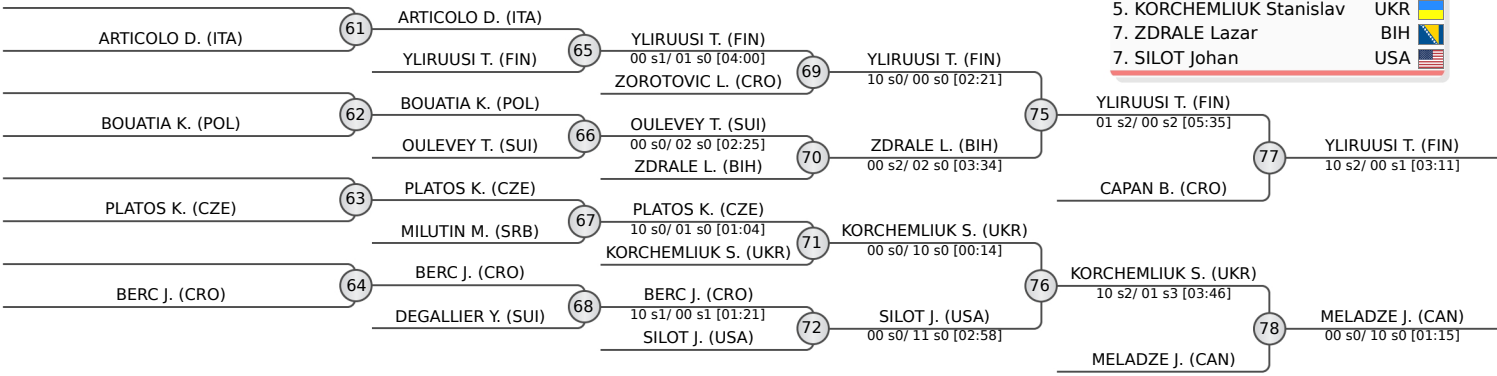 ARTICOLO D. (ITA)
61
BOUATIA K. (POL)
62
PLATOS K. (CZE)
63
BERC J. (CRO)
64
ARTICOLO D. (ITA)
YLIRUUSI T. (FIN)
65
BOUATIA K. (POL)
OULEVEY T. (SUI)
66
PLATOS K. (CZE)
MILUTIN M. (SRB)
67
BERC J. (CRO)
DEGALLIER Y. (SUI)
68
YLIRUUSI T. (FIN)
00 s1/ 01 s0 [04:00]
ZOROTOVIC L. (CRO)
69
OULEVEY T. (SUI)
00 s0/ 02 s0 [02:25]
ZDRALE L. (BIH)
70
PLATOS K. (CZE)
10 s0/ 01 s0 [01:04]
KORCHEMLIUK S. (UKR)
71
BERC J. (CRO)
10 s1/ 00 s1 [01:21]
SILOT J. (USA)
72
YLIRUUSI T. (FIN)
10 s0/ 00 s0 [02:21]
ZDRALE L. (BIH)
00 s2/ 02 s0 [03:34]
75
KORCHEMLIUK S. (UKR)
00 s0/ 10 s0 [00:14]
SILOT J. (USA)
00 s0/ 11 s0 [02:58]
76
YLIRUUSI T. (FIN)
01 s2/ 00 s2 [05:35]
CAPAN B. (CRO)
77
KORCHEMLIUK S. (UKR)
10 s2/ 01 s3 [03:46]
MELADZE J. (CAN)
78
YLIRUUSI T. (FIN)
10 s2/ 00 s1 [03:11]
MELADZE J. (CAN)
00 s0/ 10 s0 [01:15]
5. KORCHEMLIUK Stanislav UKR
7. ZDRALE Lazar BIH
7. SILOT Johan USA